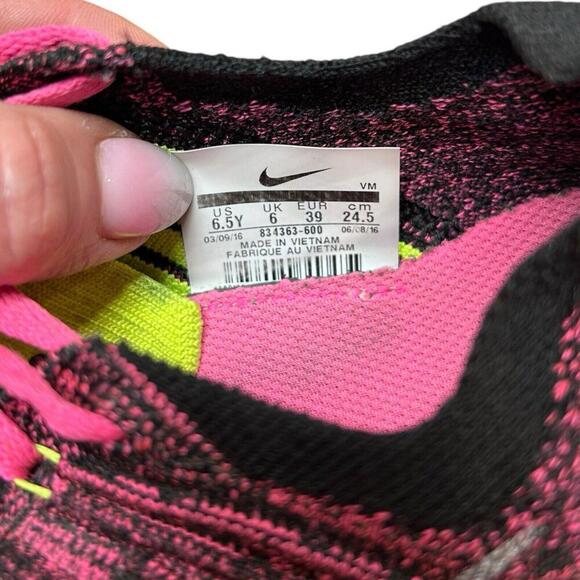 VM
US UK EUR cm
6.5Y 6 39 24.5
03/09/16 834363-600 06/08/16
MADE IN VIETNAM
FABRIQUE AU VIETNAM